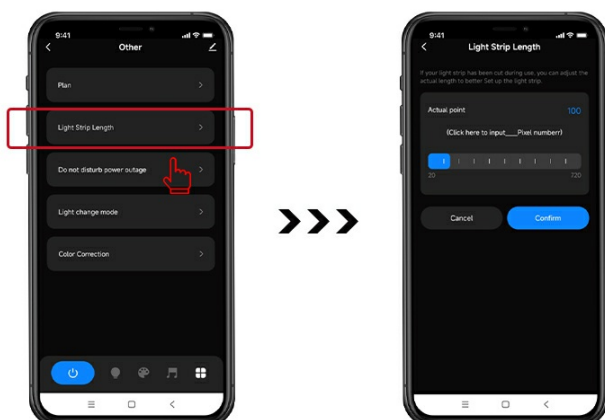 9:41
Other
Plan
Light Strip Length
Do not disturb power outage
Light change mode
Color Correction
9:41
Light Strip Length
If your light strip has been cut during use, you can adjust the
actual length to better Set up the light strip.
Actual point 100
(Click here to input___Pixel numberr)
20 720
Cancel Confirm